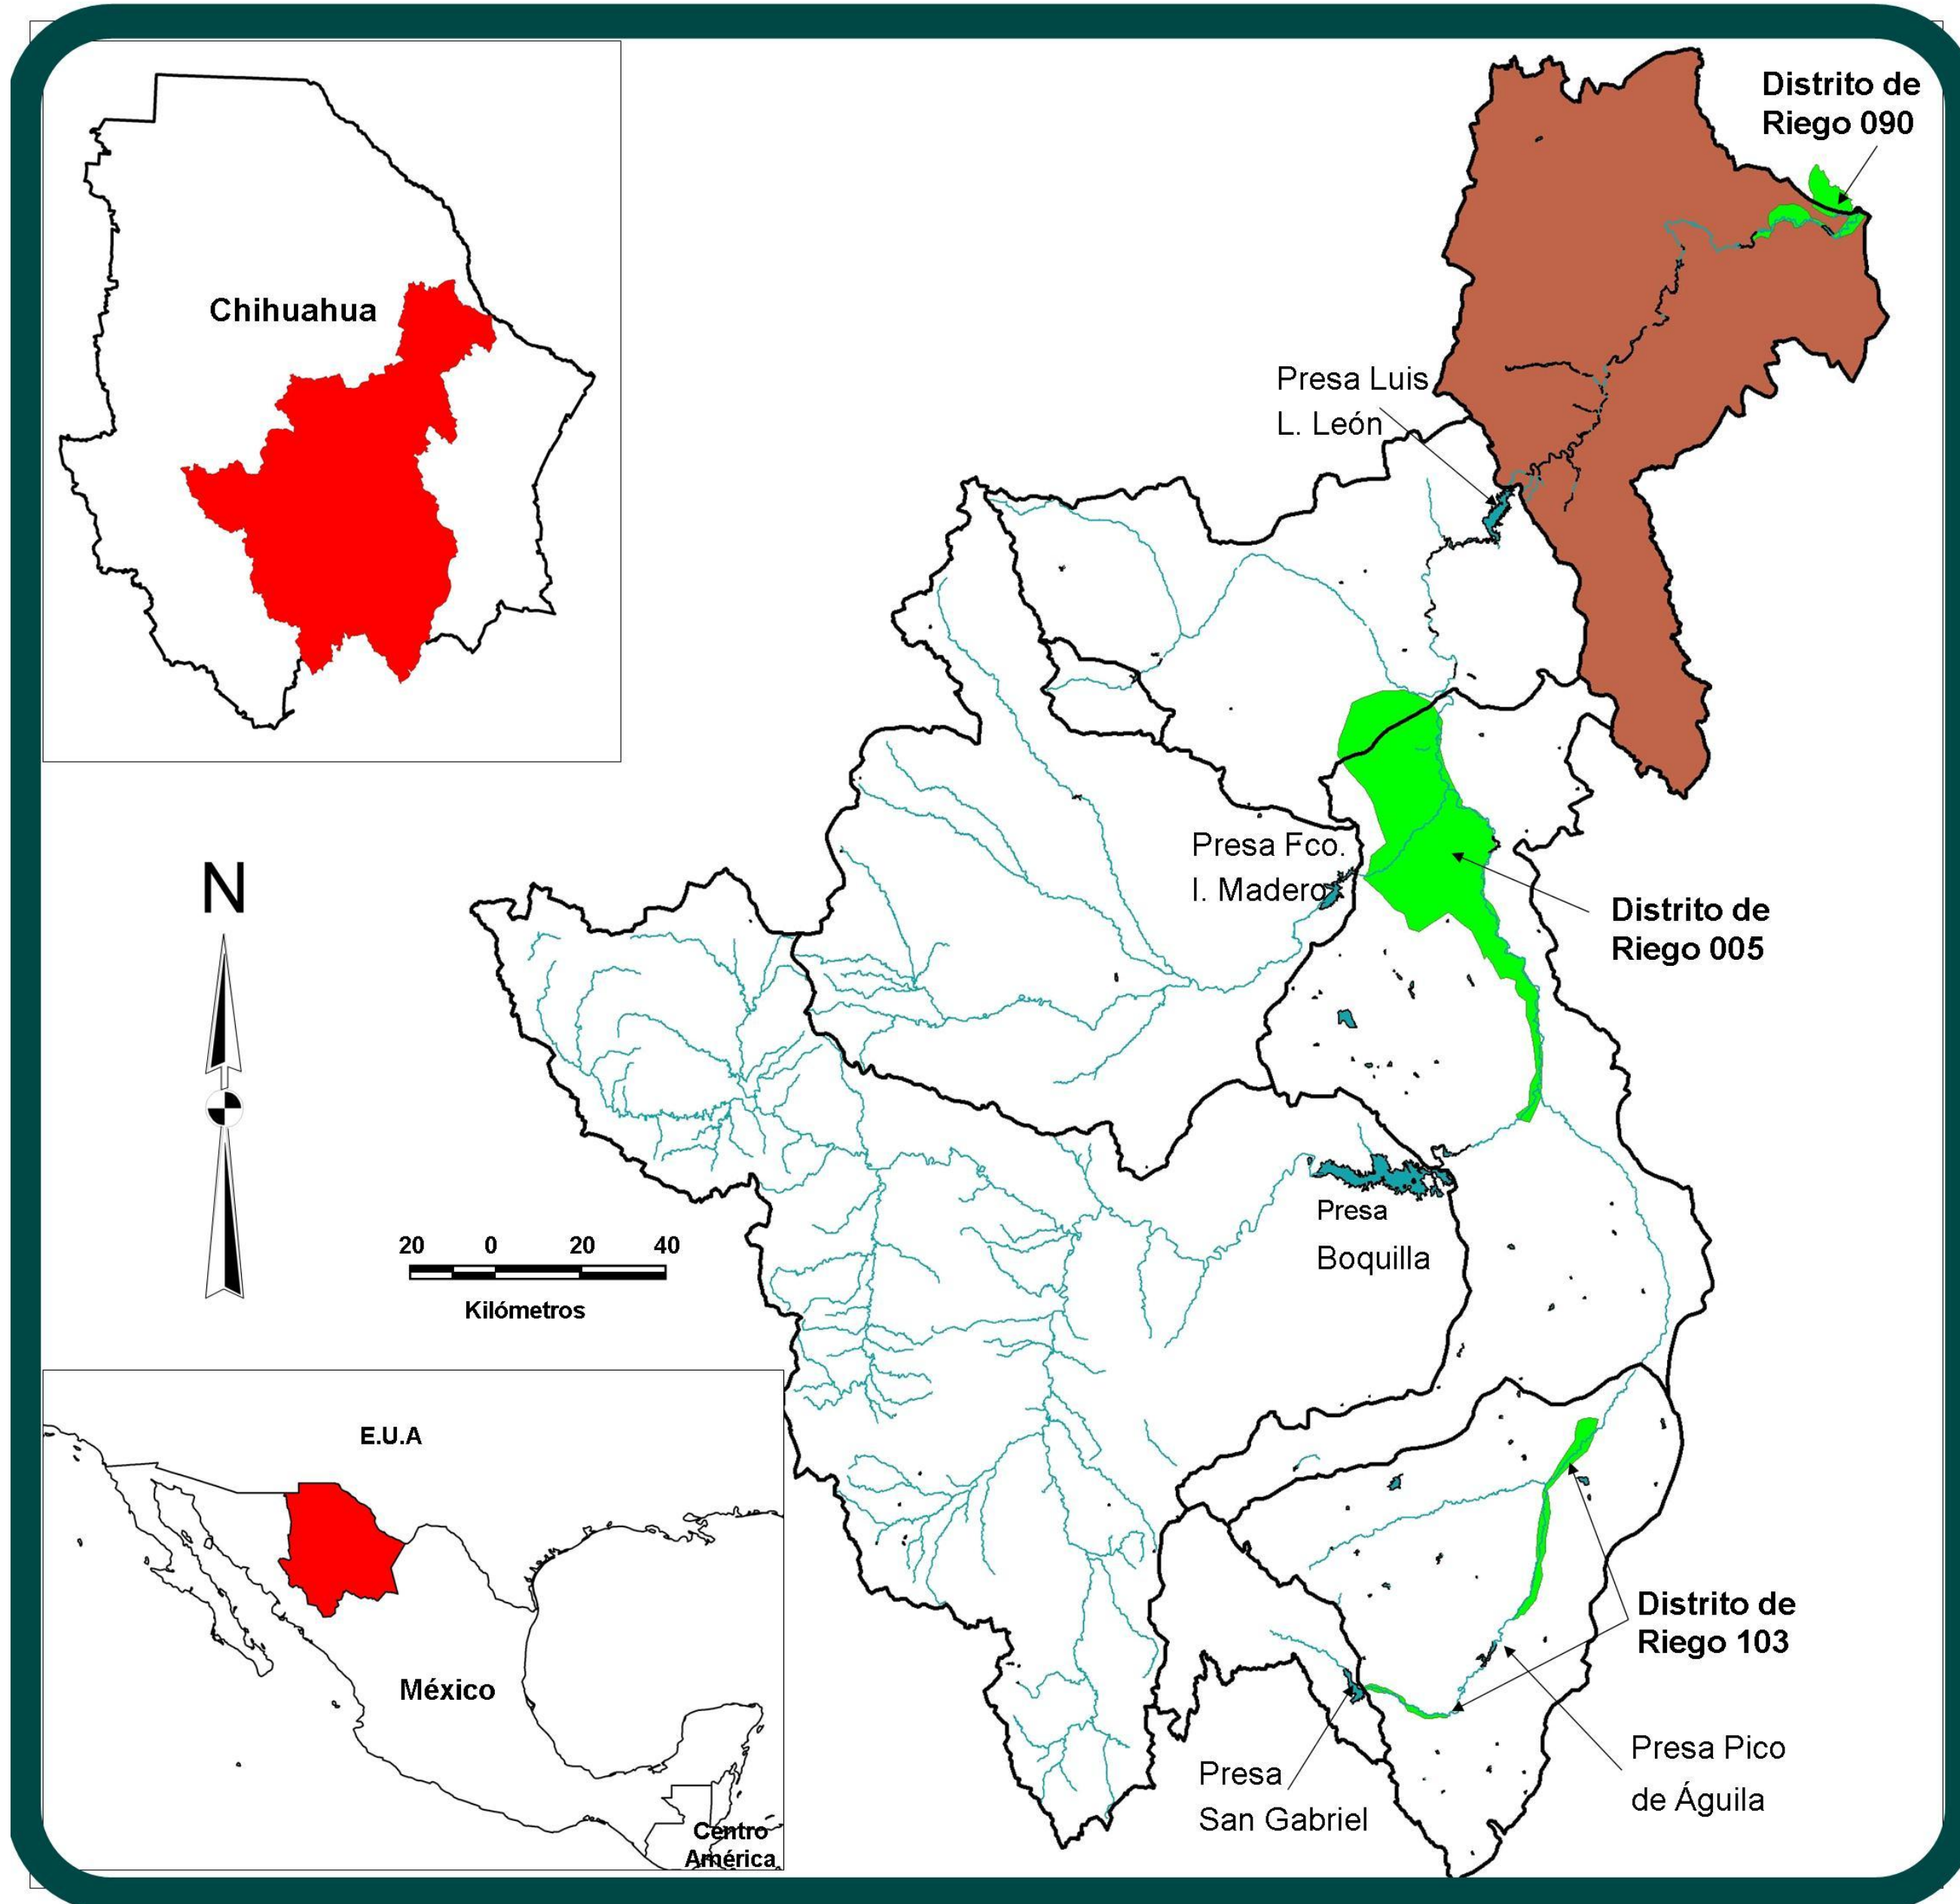 Distrito de
Riego 090
Chihuahua
Presa Luis
L. León
Presa Fco.
I. Madero
N
Distrito de
Riego 005
Presa
Boquilla
20 0 20 40
Kilómetros
E.U.A
México
Centro
América
Distrito de
Riego 103
Presa Pico
de Águila
Presa
San Gabriel